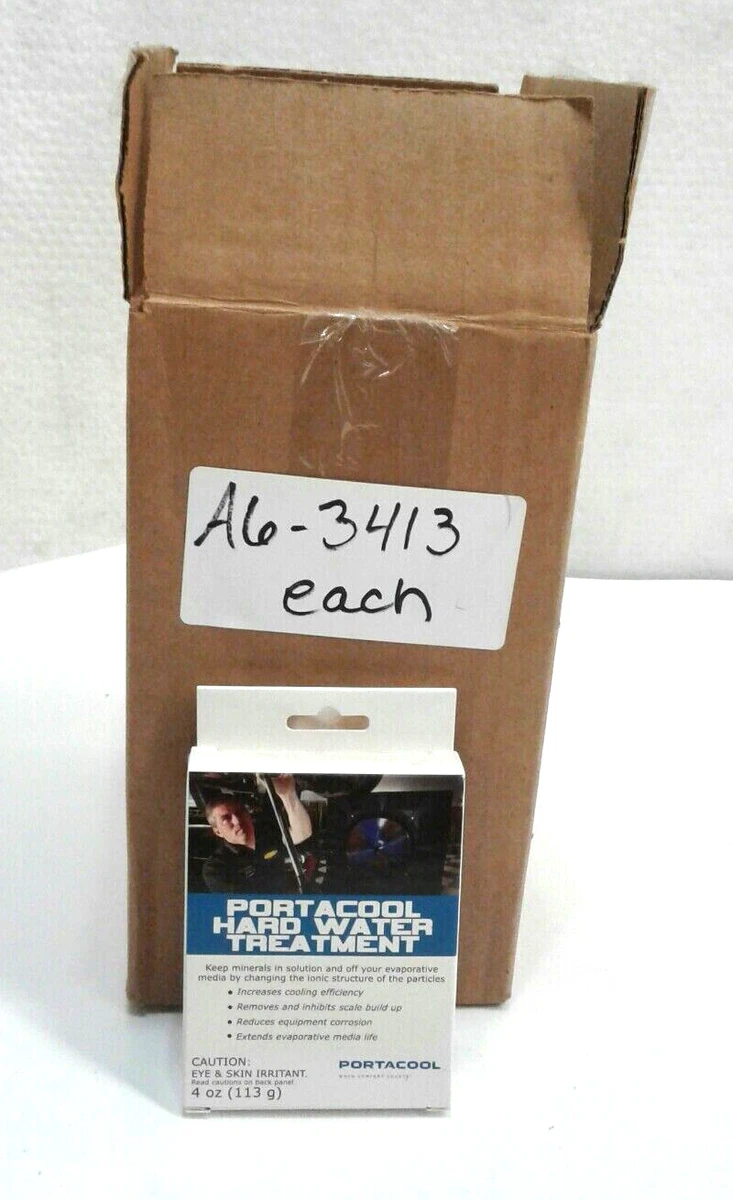 A6-3413
each
PORTACOOL
HARD WATER
TREATMENT
Keep minerals in solution and off your evaporative
media by changing the ionic structure of the particles
• Increases cooling efficiency
• Removes and inhibits scale build up
• Reduces equipment corrosion
• Extends evaporative media life
CAUTION:
EYE & SKIN IRRITANT.
Read cautions on back panel
4 oz (113 g)
PORTACOOL